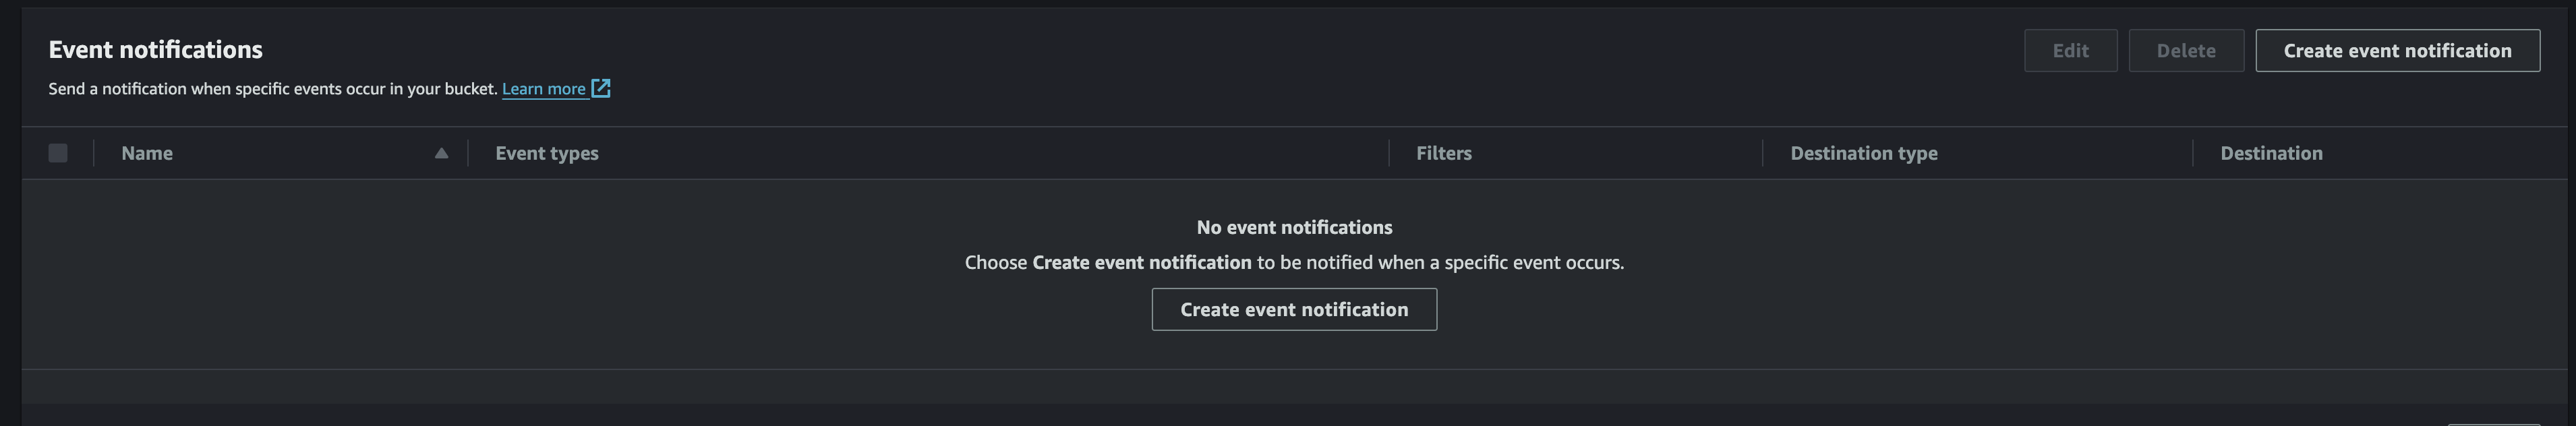 Event notifications
Edit
Delete
Create event notification
Send a notification when specific events occur in your bucket. Learn more
Name
Event types
Filters
Destination type
Destination
No event notifications
Choose Create event notification to be notified when a specific event occurs.
Create event notification